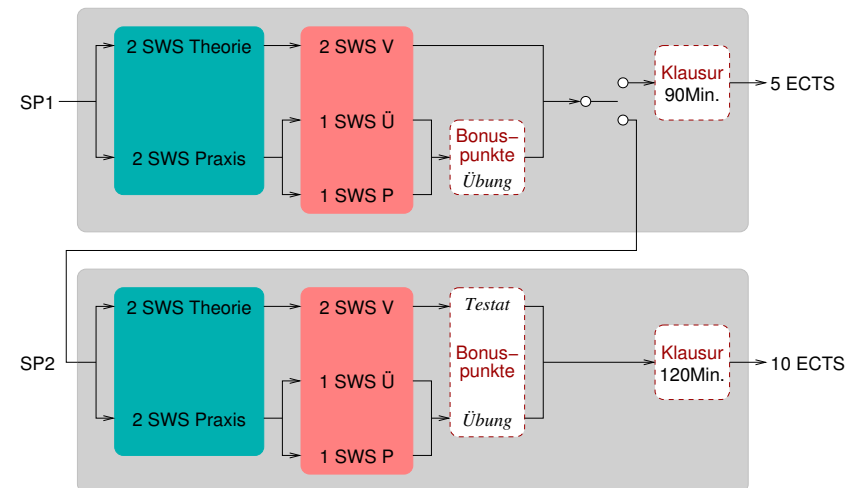 SP1
2 SWS Theorie
2 SWS Praxis
2 SWS V
1 SWS Ü
1 SWS P
Bonus–
punkte
Übung
Klausur
90Min.
5 ECTS
SP2
2 SWS Theorie
2 SWS Praxis
2 SWS V
1 SWS Ü
1 SWS P
Testat
Bonus–
punkte
Übung
Klausur
120Min.
10 ECTS